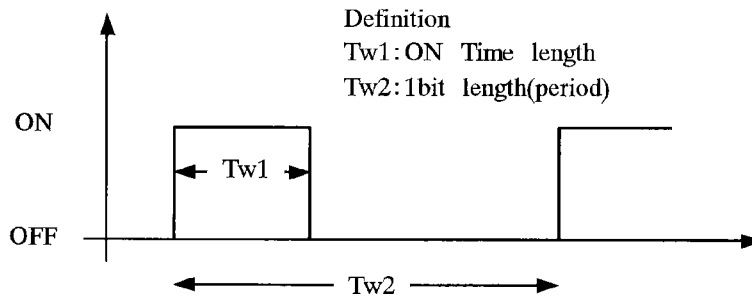 Definition
Tw1:ON Time length
Tw2:1bit length(period)
ON
Tw1
OFF
Tw2